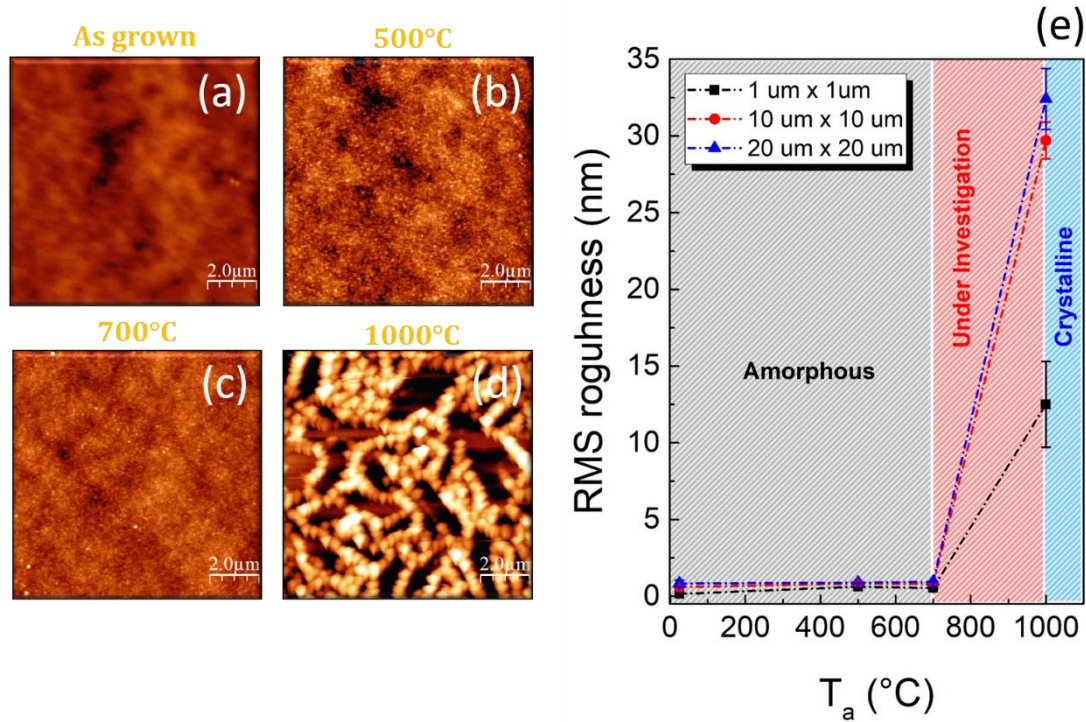 As grown
500°C
(a)
(b)
2.0µm
2.0µm
700°C
1000°C
(c)
(d)
2.0µm
2.0µm
(e)
RMS roguhness (nm)
35
30
25
20
15
10
5
0
1 um x 1um
10 um x 10 um
20 um x 20 um
Amorphous
Under Investigation
Crystalline
0 200 400 600 800 1000
Ta (°C)